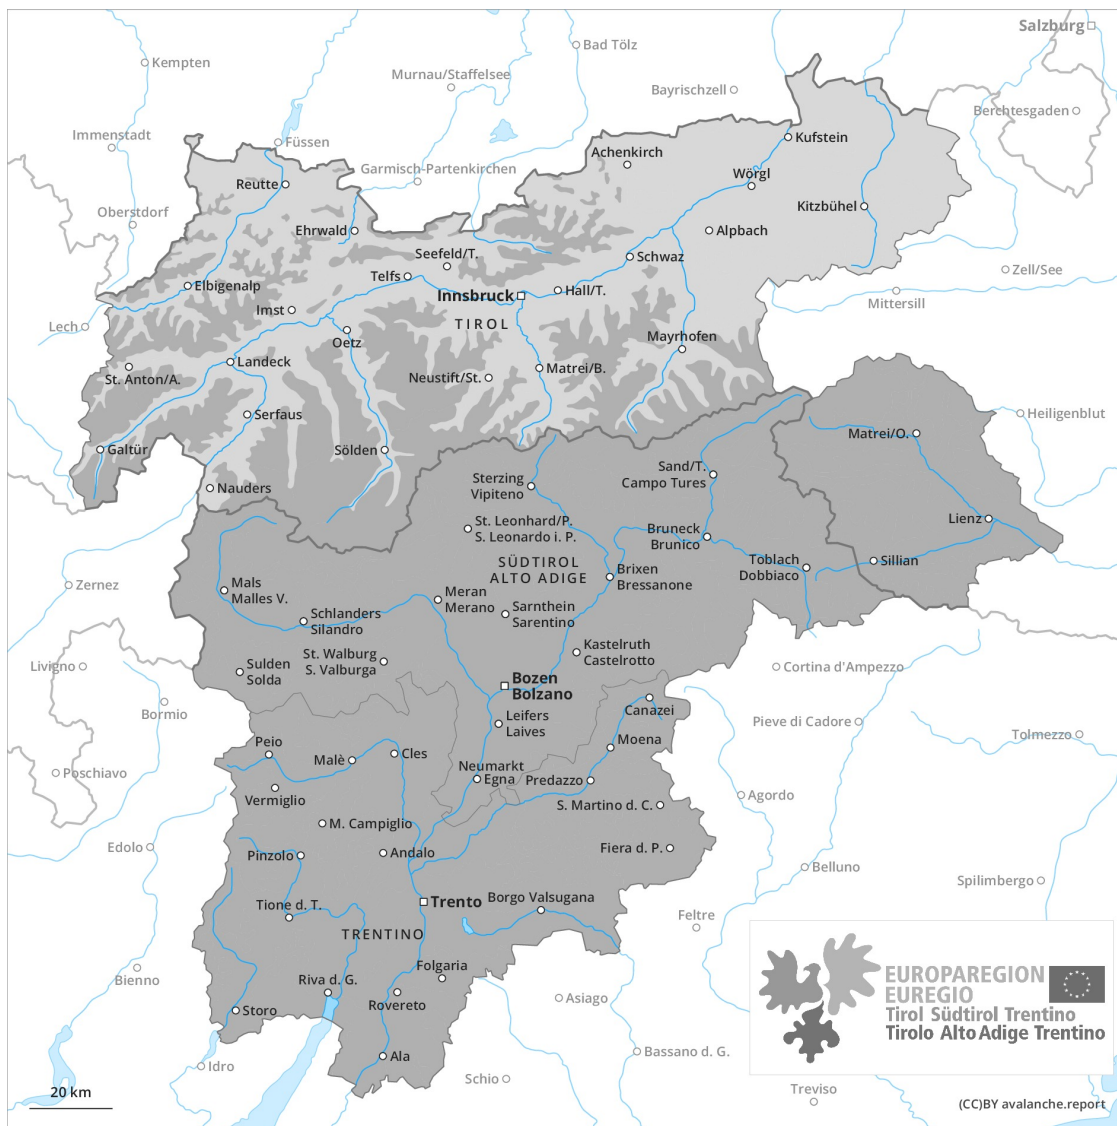 Salzburg
Bad Tölz
Kempten
Murnau/Staffelsee
Bayrischzell
Berchtesgaden
Immenstadt
Füssen
Kufstein
Achenkirch
Garmisch-Partenkirchen
Wörgl
Reutte
Kitzbühel
Oberstdorf
Ehrwald
Alpbach
Seefeld/T.
Schwaz
Telfs
Zell/See
Elbigenalp
Innsbruck
Hall/T.
Mittersill
Imst
TIROL
Lech
Oetz
Mayrhofen
Landeck
Matrei/B.
St. Anton/A.
Neustift/St.
Serfaus
Heiligenblut
Matrei/O.
Galtür
Sölden
Sand/T.
Campo Tures
Sterzing
Vipiteno
Nauders
St. Leonhard/P.
S. Leonardo i. P.
Lienz
Bruneck
Brunico
SÜDTIROL
ALTO ADIGE
Toblach
Dobbiaco
Sillian
Brixen
Bressanone
Zernez
Mals
Malles V.
Meran
Merano
Schlanders
Silandro
Sarnthein
Sarentino
Kastelruth
Castelrotto
St. Walburg
S. Valburga
Livigno
Sulden
Solda
Cortina d'Ampezzo
Bozen
Bolzano
Bormio
Canazei
Leifers
Laives
Pieve di Cadore
Tolmezzo
Peio
Moena
Cles
Malè
Neumarkt
Egna
Poschiavo
Predazzo
Vermiglio
Agordo
S. Martino d. C.
M. Campiglio
Edolo
Pinzolo
Andalo
Fiera d. P.
Belluno
Spilimbergo
Trento
Borgo Valsugana
Tione d. T.
Feltre
TRENTINO
Folgaria
Bienno
Riva d. G.
Rovereto
Asiago
Storo
Ala
Bassano d. G.
Idro
Schio
Treviso
EUROPAREGION
EUREGIO
Tirol Südtirol Trentino
Tirolo Alto Adige Trentino
20 km
(CC)BY avalanche.report